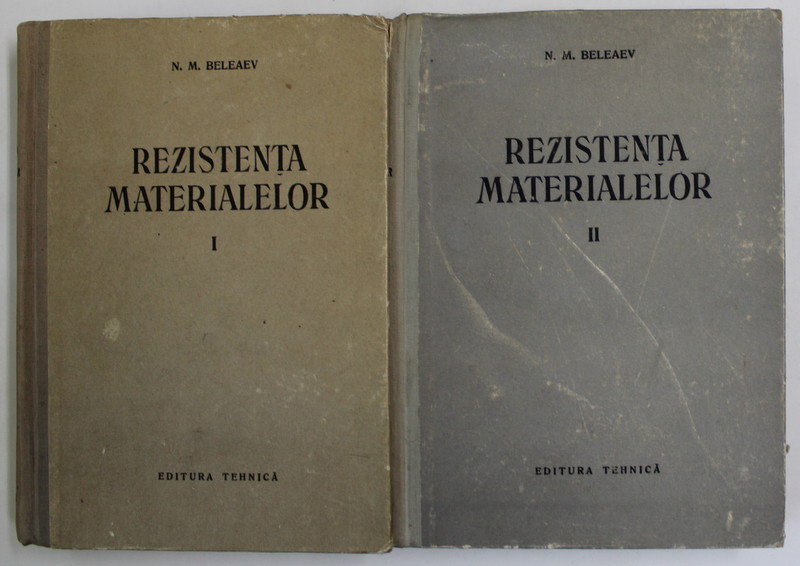 N. M. BELEAEV
REZISTENȚA
MATERIALELOR
I
EDITURA TEHNICĂ
N. M. BELEAEV
REZISTENȚA
MATERIALELOR
II
EDITURA TEHNICĂ